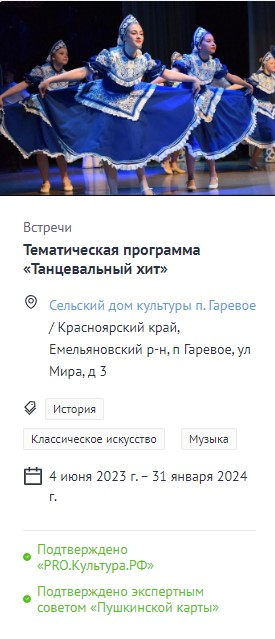 Встречи
Тематическая программа
«Танцевальный хит»
Сельский дом культуры п. Гаревое
/ Красноярский край,
Емельяновский р-н, п Гаревое, ул
Мира, д 3
История
Классическое искусство Музыка
4 июня 2023 г. – 31 января 2024
г.
Подтверждено
«PRO.Культура.РФ»
Подтверждено экспертным
советом «Пушкинской карты»